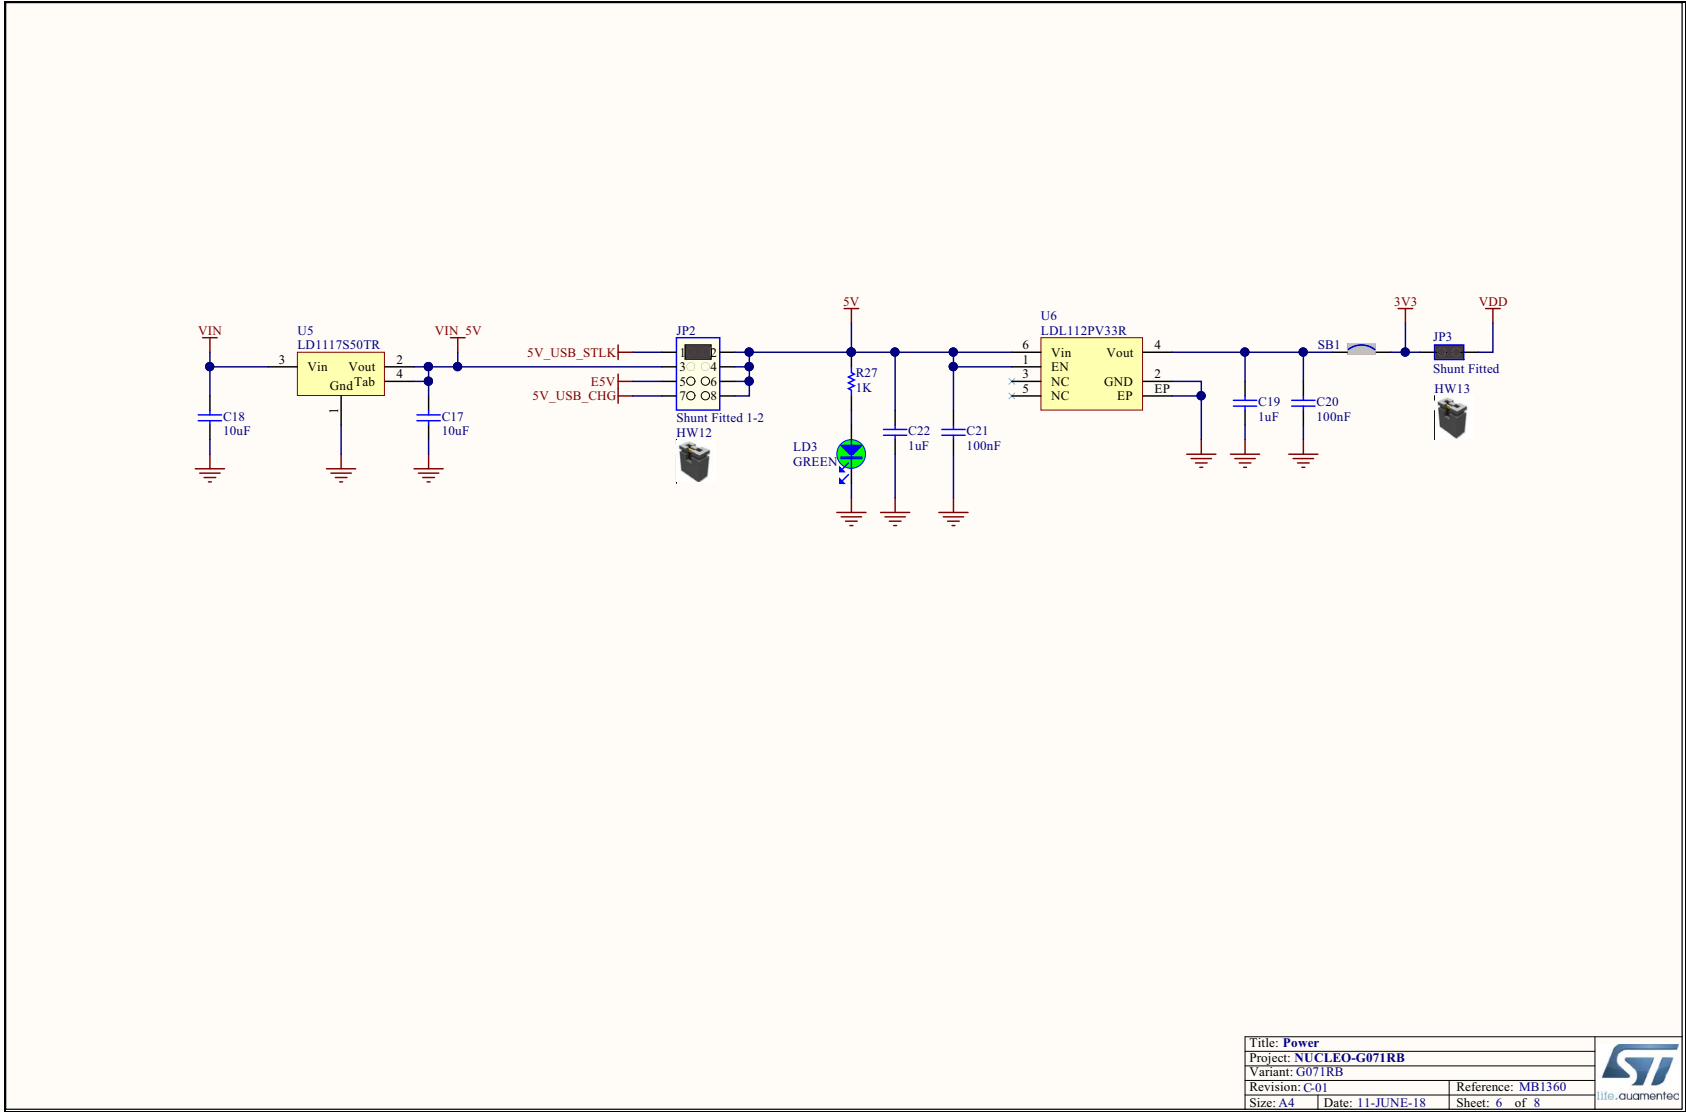 VIN
3
U5
LD1117S50TR
Vin
Vout
Gnd
Tab
2
4
1
VIN_5V
C18
10uF
C17
10uF
5V_USB_STLK
E5V
5V_USB_CHG
JP2
1
2
3
4
5
6
7
8
Shunt Fitted 1-2
HW12
5V
R27
1K
LD3
GREEN
C22
1uF
C21
100nF
U6
LDL112PV33R
6
1
3
5
Vin
EN
NC
NC
Vout
GND
EP
4
2
EP
C19
1uF
C20
100nF
SB1
3V3
VDD
JP3
Shunt Fitted
HW13
Title: Power
Project: NUCLEO-G071RB
Variant: G071RB
Revision: C-01 Reference: MB1360
Size: A4 Date: 11-JUNE-18 Sheet: 6 of 8
ST
life.augmented